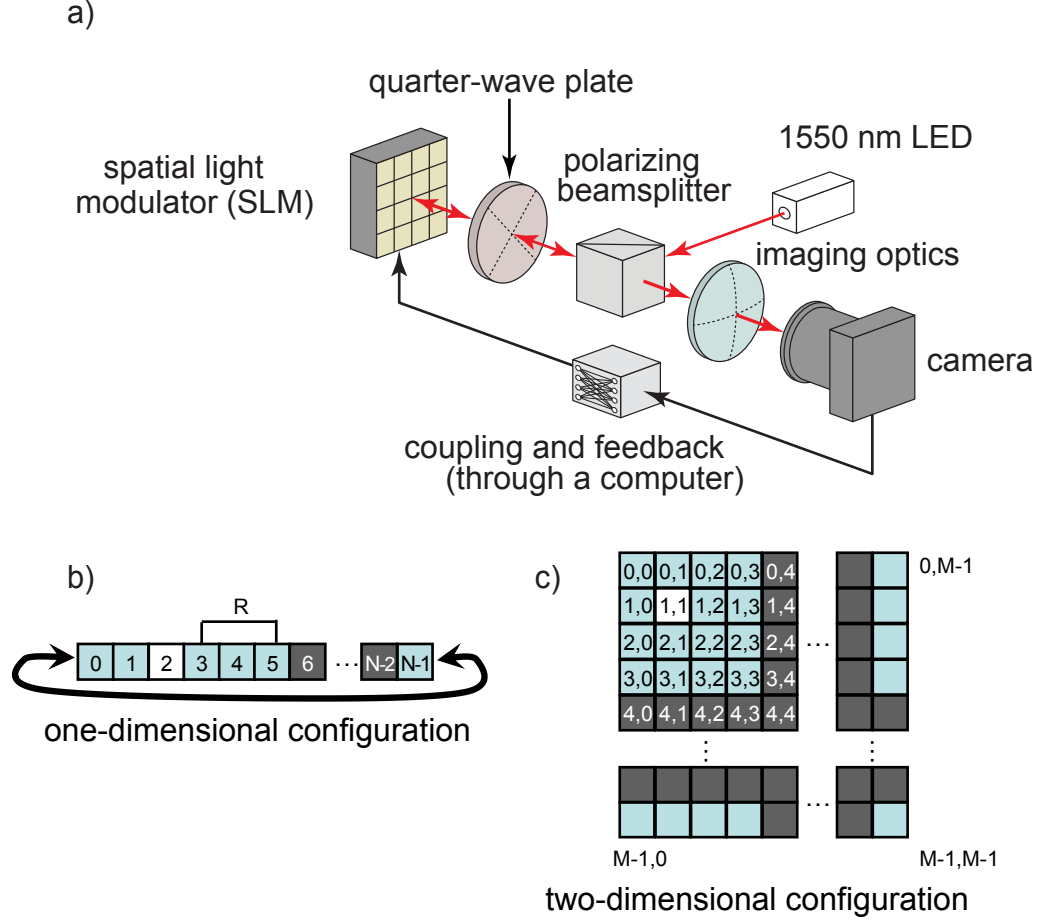 a)
quarter-wave plate
1550 nm LED
spatial light
modulator (SLM)
polarizing
beamsplitter
imaging optics
camera
coupling and feedback
(through a computer)
b)
R
0 1 2 3 4 5 6 ... N-2 N-1
one-dimensional configuration
c)
0,0 0,1 0,2 0,3 0,4 0,M-1
1,0 1,1 1,2 1,3 1,4
2,0 2,1 2,2 2,3 2,4 ...
3,0 3,1 3,2 3,3 3,4
4,0 4,1 4,2 4,3 4,4
⋮ ⋮
...
M-1,0 M-1,M-1
two-dimensional configuration